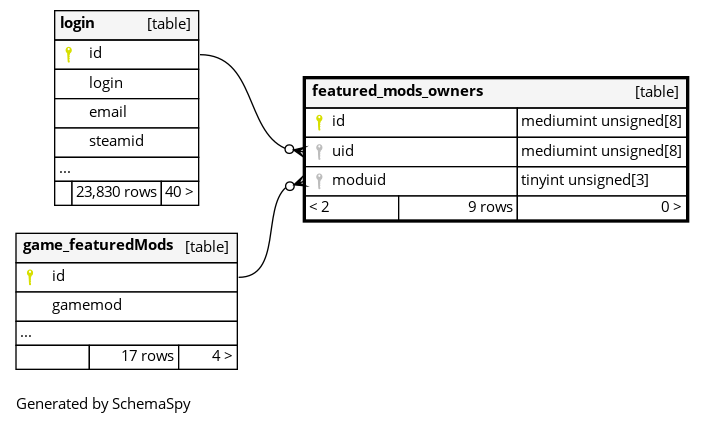 login [table]
id
login
email
steamid
...
23,830 rows 40 >
featured_mods_owners [table]
id mediumint unsigned[8]
uid mediumint unsigned[8]
moduid tinyint unsigned[3]
< 2 9 rows 0 >
game_featuredMods [table]
id
gamemod
...
17 rows 4 >
Generated by SchemaSpy